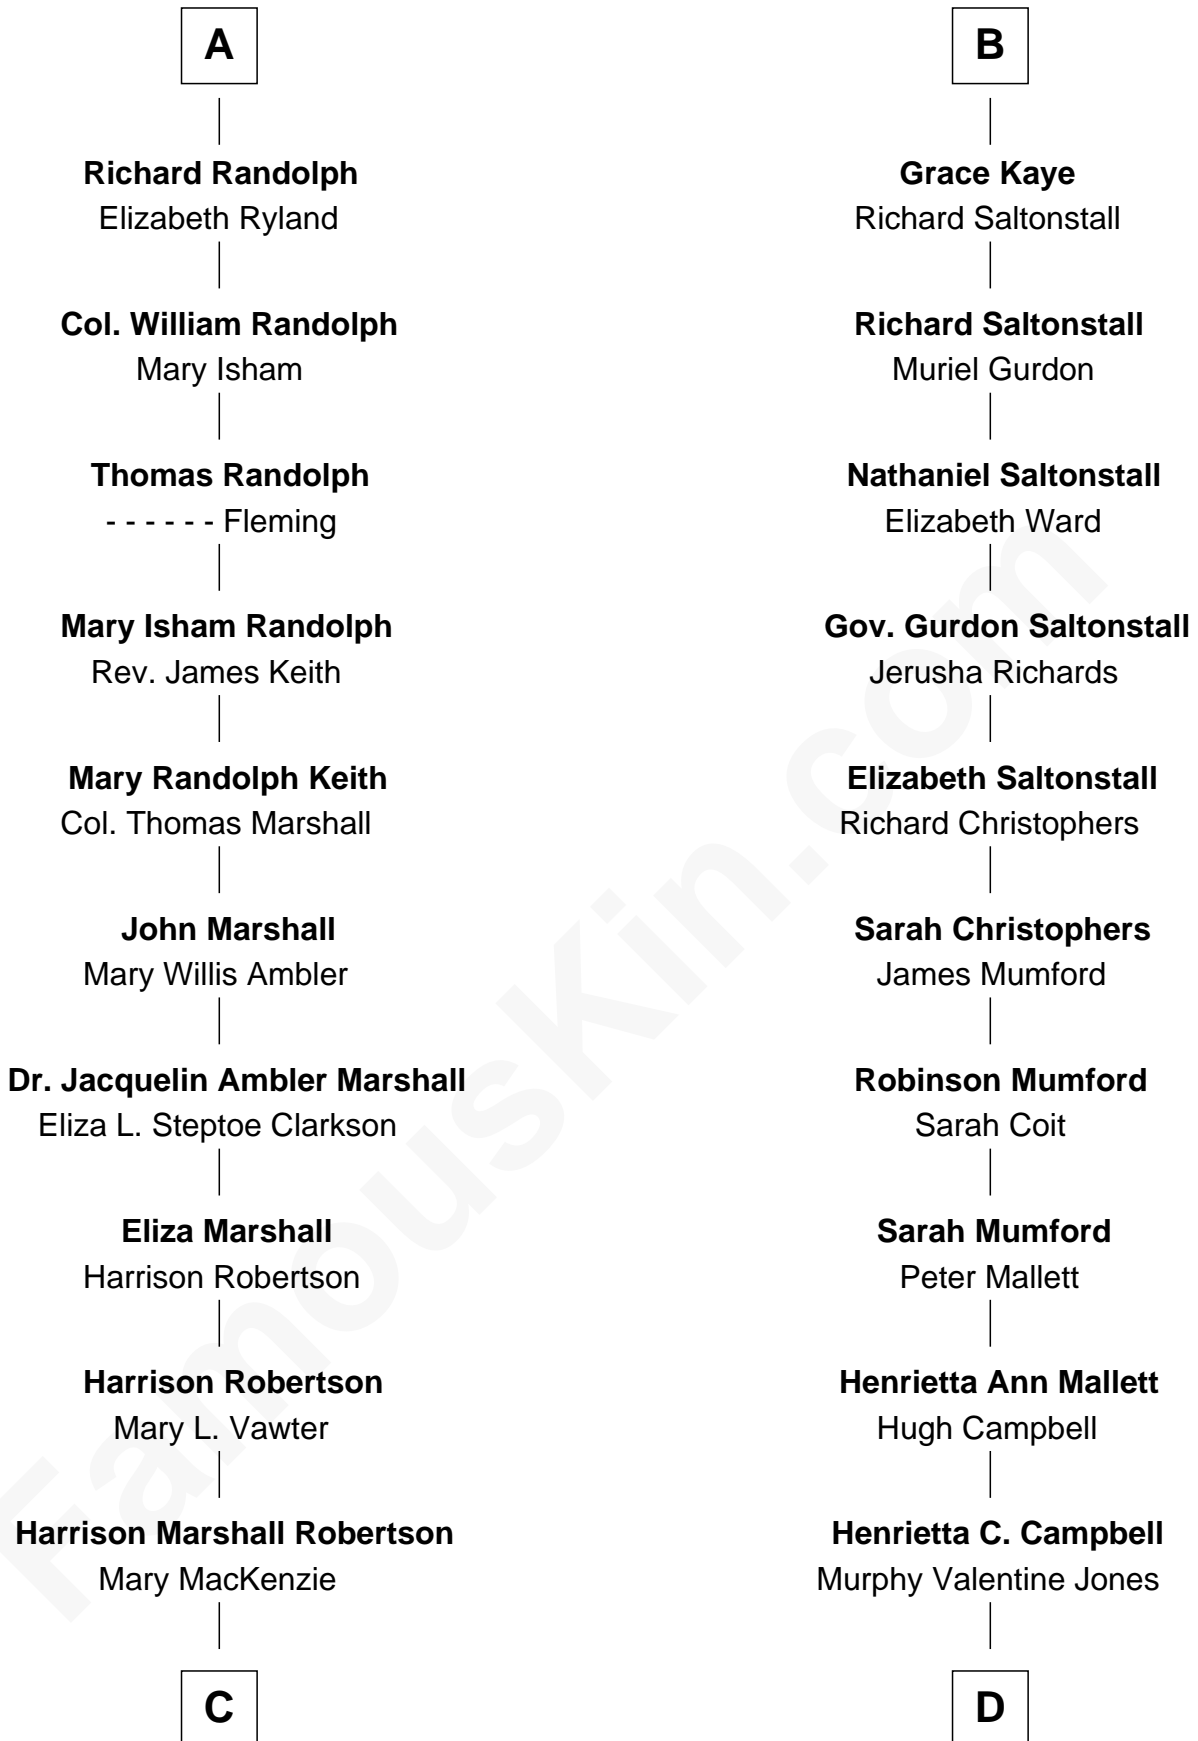 A
Richard Randolph
Elizabeth Ryland
Col. William Randolph
Mary Isham
Thomas Randolph
- - - - - - Fleming
Mary Isham Randolph
Rev. James Keith
Mary Randolph Keith
Col. Thomas Marshall
John Marshall
Mary Willis Ambler
Dr. Jacquelin Ambler Marshall
Eliza L. Steptoe Clarkson
Eliza Marshall
Harrison Robertson
Harrison Robertson
Mary L. Vawter
Harrison Marshall Robertson
Mary MacKenzie
C
B
Grace Kaye
Richard Saltonstall
Richard Saltonstall
Muriel Gurdon
Nathaniel Saltonstall
Elizabeth Ward
Gov. Gurdon Saltonstall
Jerusha Richards
Elizabeth Saltonstall
Richard Christophers
Sarah Christophers
James Mumford
Robinson Mumford
Sarah Coit
Sarah Mumford
Peter Mallett
Henrietta Ann Mallett
Hugh Campbell
Henrietta C. Campbell
Murphy Valentine Jones
D
FamousKin.com